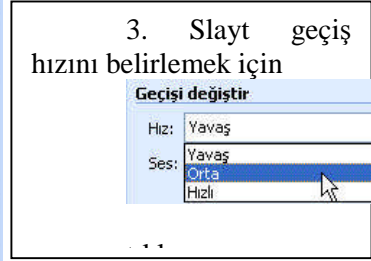 3. Slayt geçiş
hızını belirlemek için
Geçişi değiştir
Hız: Yavaş
Ses: Yavaş
Orta
Hızlı